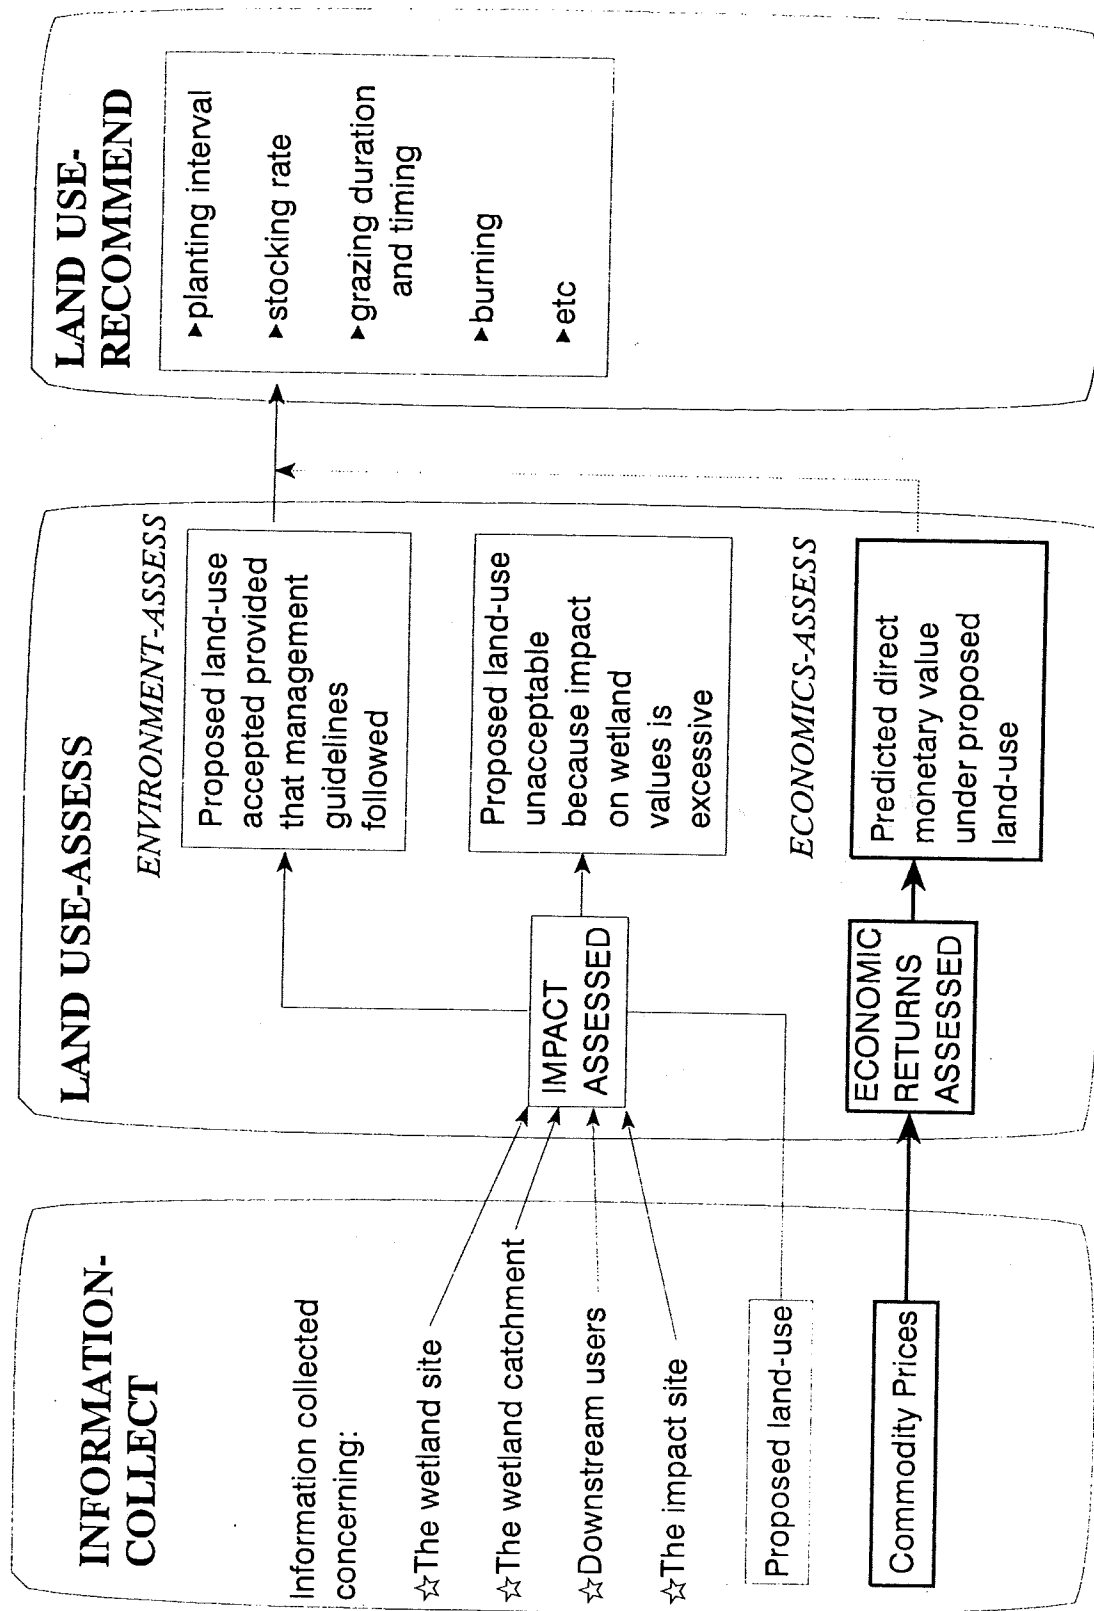 INFORMATION-
COLLECT
Information collected
concerning:
☆The wetland site
☆The wetland catchment
☆Downstream users
☆The impact site
Proposed land-use
Commodity Prices
LAND USE-ASSESS
ENVIRONMENT-ASSESS
Proposed land-use
accepted provided
that management
guidelines
followed
IMPACT
ASSESSED
Proposed land-use
unacceptable
because impact
on wetland
values is
excessive
ECONOMICS-ASSESS
ECONOMIC
RETURNS
ASSESSED
Predicted direct
monetary value
under proposed
land-use
LAND USE-
RECOMMEND
➤planting interval
➤stocking rate
➤grazing duration
and timing
➤burning
➤etc